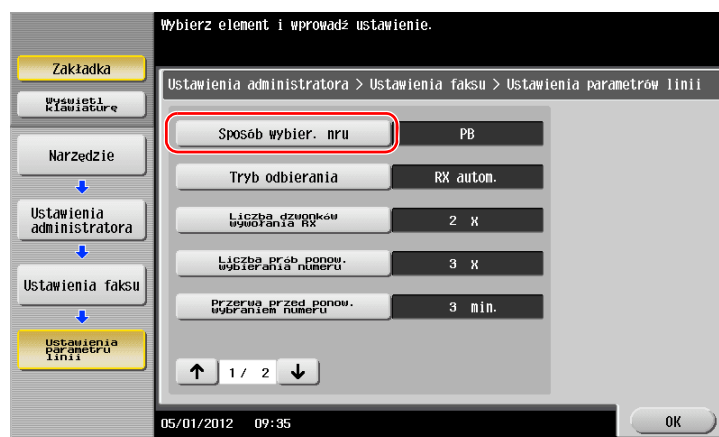 Wybierz element i wprowadź ustawienie.
Zakładka
Wyświetl
klawiaturę
Narzędzie
Ustawienia
administratora
Ustawienia faksu
Ustawienia
parametru
linii
Ustawienia administratora > Ustawienia faksu > Ustawienia parametrów linii
Sposób wybier. nru
PB
Tryb odbierania
RX autom.
Liczba dzwonków
wywołania RX
2 X
Liczba prób ponow.
wybierania numeru
3 X
Przerwa przed ponow.
wybraniem numeru
3 min.
1/ 2
05/01/2012 09:35
OK